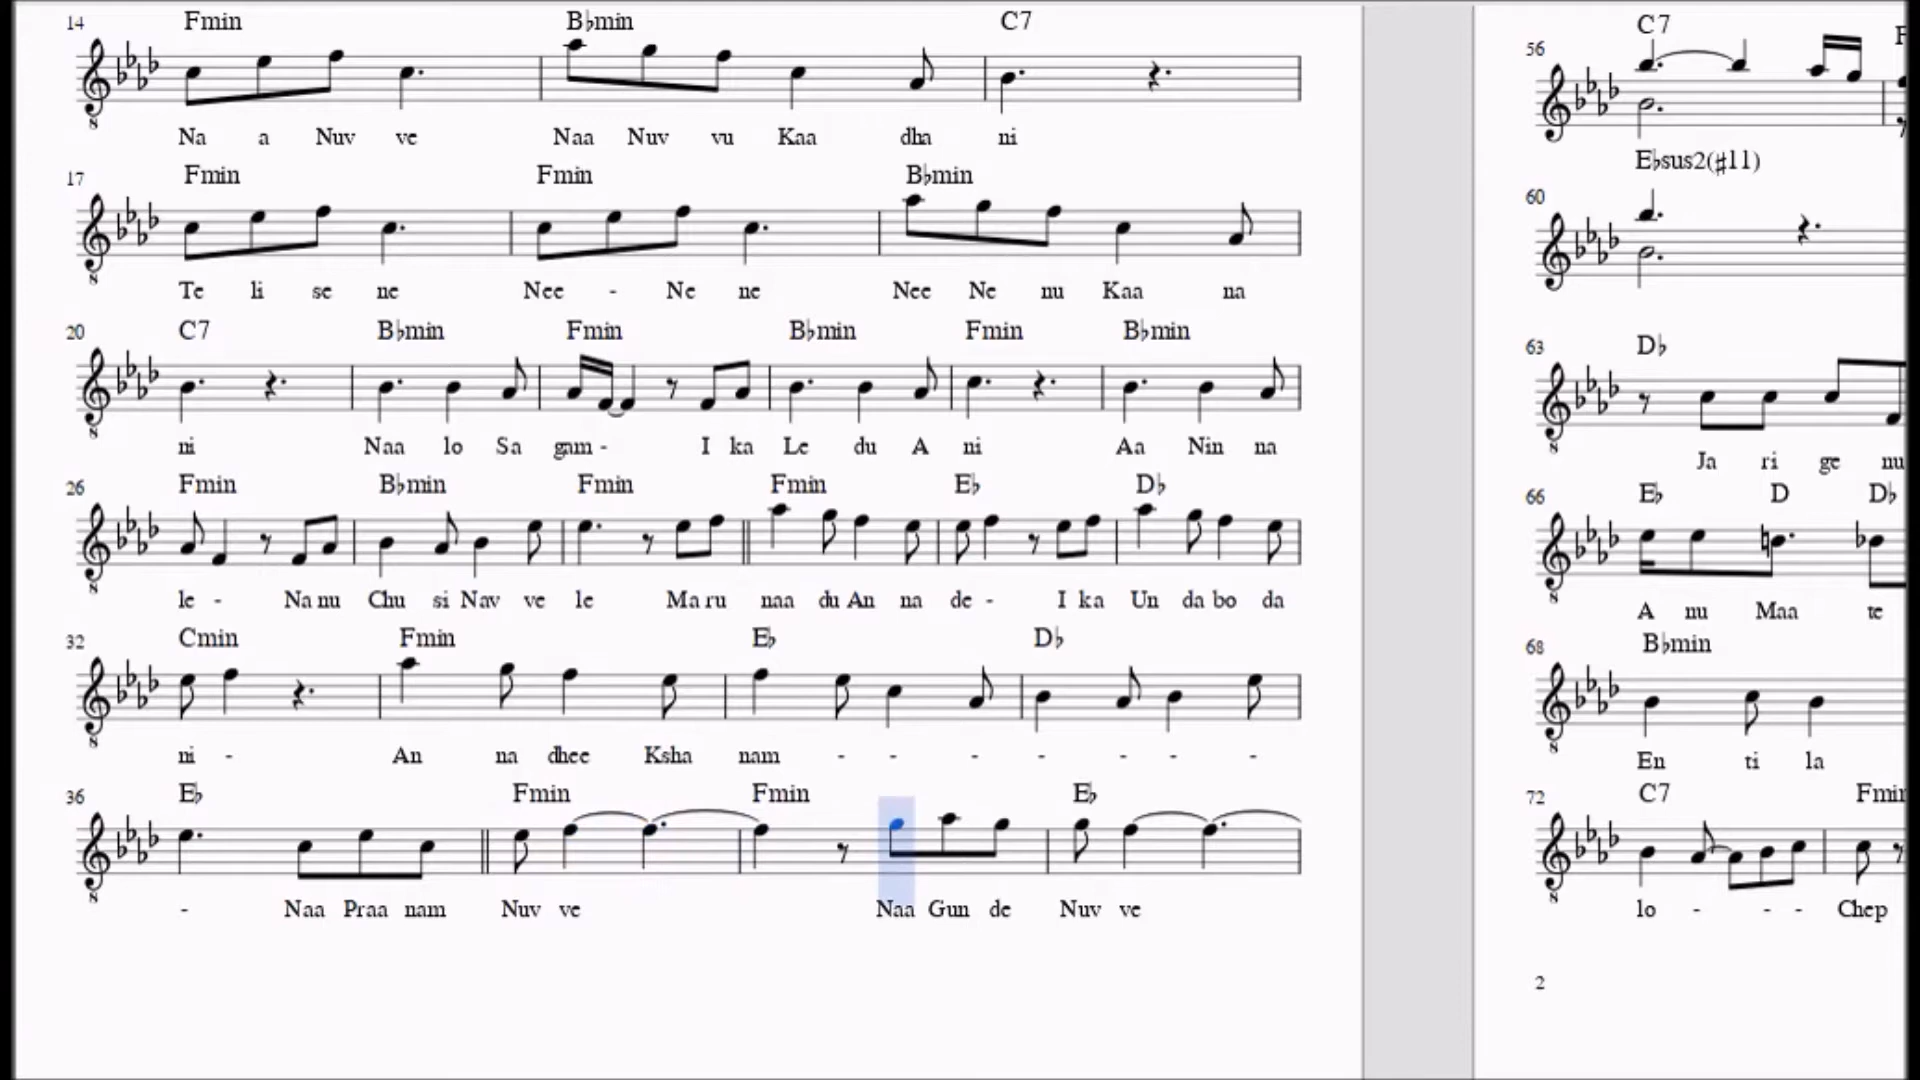 14 Fmin B♭min C7
Na a Nuv ve Naa Nuv vu Kaa dha ni
17 Fmin Fmin B♭min
Te li se ne Nee - Ne ne Nee Ne nu Kaa na
20 C7 B♭min Fmin B♭min Fmin B♭min
ni Naa lo Sa gam - I ka Le du A ni Aa Nin na
26 Fmin B♭min Fmin Fmin E♭ D♭
le - Na nu Chu si Nav ve le Ma ru naa du An na de - I ka Un da bo da
32 Cmin Fmin E♭ D♭
ni - An na dhee Ksha nam - - - - - - -
36 E♭ Fmin Fmin E♭
- Naa Praa nam Nuv ve Naa Gun de Nuv ve
56 C7
E♭sus2(♯11)
60
63 D♭
Ja ri ge nu
66 E♭ D D♭
A nu Maa te
68 B♭min
En ti la
72 C7 Fmin
lo - - - Chep
2